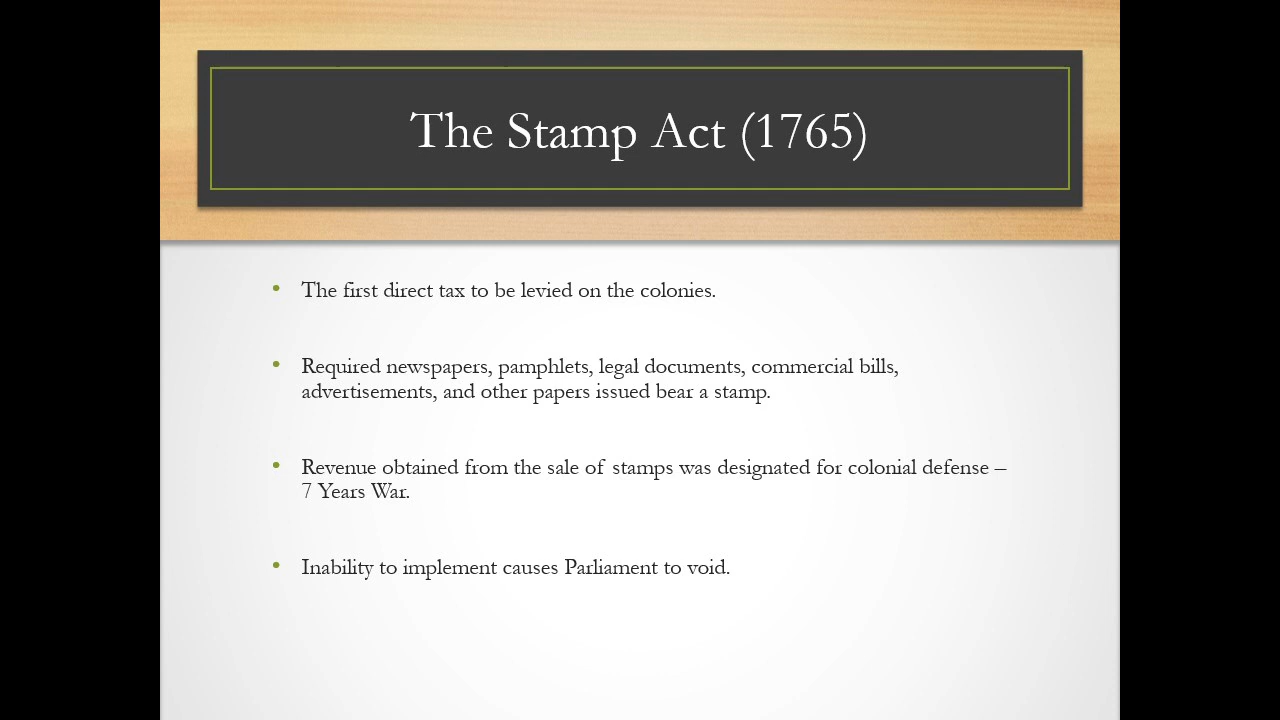 The Stamp Act (1765)
• The first direct tax to be levied on the colonies.
• Required newspapers, pamphlets, legal documents, commercial bills,
advertisements, and other papers issued bear a stamp.
• Revenue obtained from the sale of stamps was designated for colonial defense –
7 Years War.
• Inability to implement causes Parliament to void.